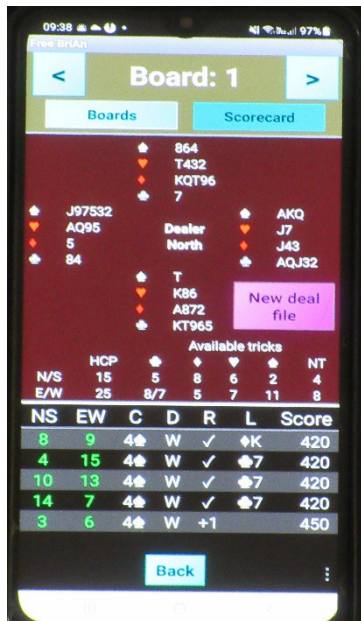 09:38 97%
Free BriAn
< Board: 1 >
Boards Scorecard
♠ 864
♥ T432
♦ KQT96
♣ 7
♠ J97532 ♠ AKQ
♥ AQ95 Dealer ♥ J7
♦ 5 North ♦ J43
♣ 84 ♣ AQJ32
♠ T
♥ K86
♦ A872
♣ KT965
New deal
file
Available tricks
HCP ♣ ♦ ♥ ♠ NT
N/S 15 5 8 6 2 4
E/W 25 8/7 5 7 11 8
NS EW C D R L Score
8 9 4♠ W ✓ ♦K 420
4 15 4♠ W ✓ ♣7 420
10 13 4♠ W ✓ ♣7 420
14 7 4♠ W ✓ ♣7 420
3 6 4♠ W +1 450
Back